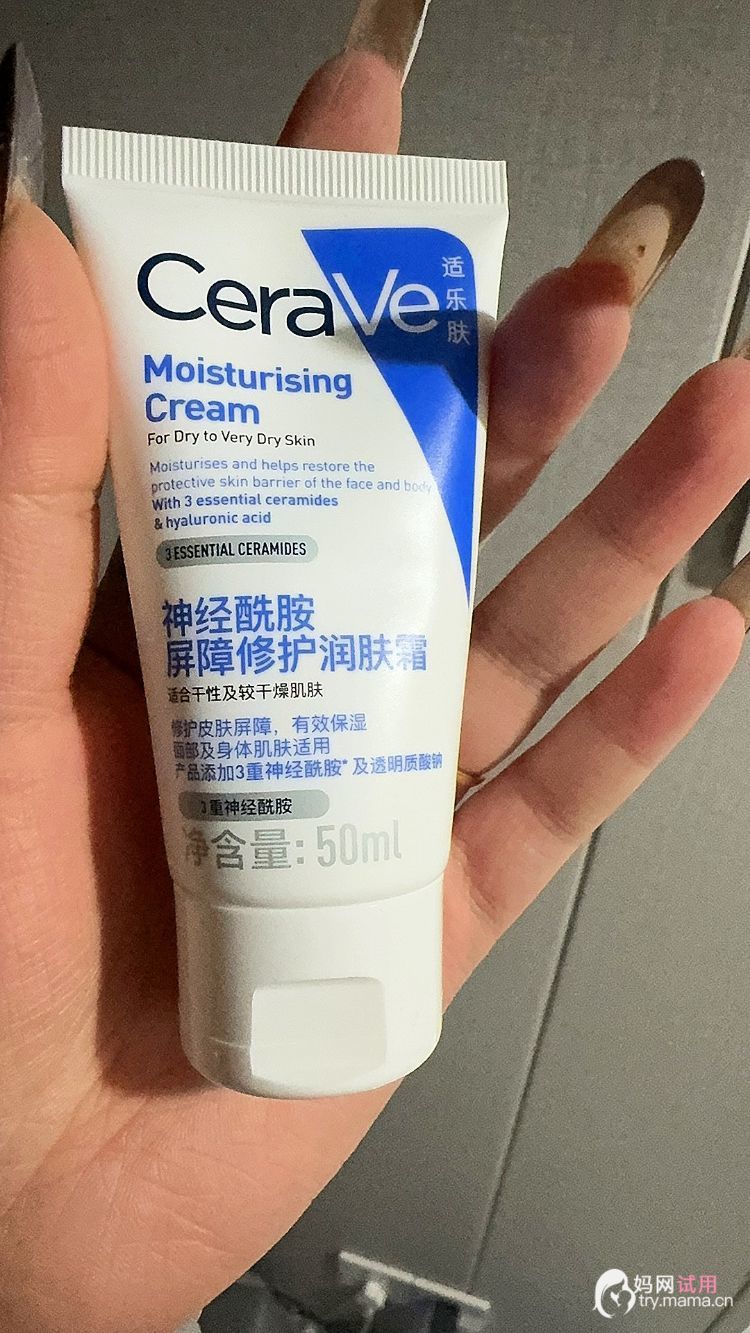 CeraVe
适乐肤
Moisturising
Cream
For Dry to Very Dry Skin
Moisturises and helps restore the
protective skin barrier of the face and body
With 3 essential ceramides
& hyaluronic acid
3 ESSENTIAL CERAMIDES
神经酰胺
屏障修护润肤霜
适合干性及较干燥肌肤
修护皮肤屏障，有效保湿
面部及身体肌肤适用
产品添加3重神经酰胺* 及透明质酸钠
3重神经酰胺
净含量: 50ml
妈网试用
try.mama.cn